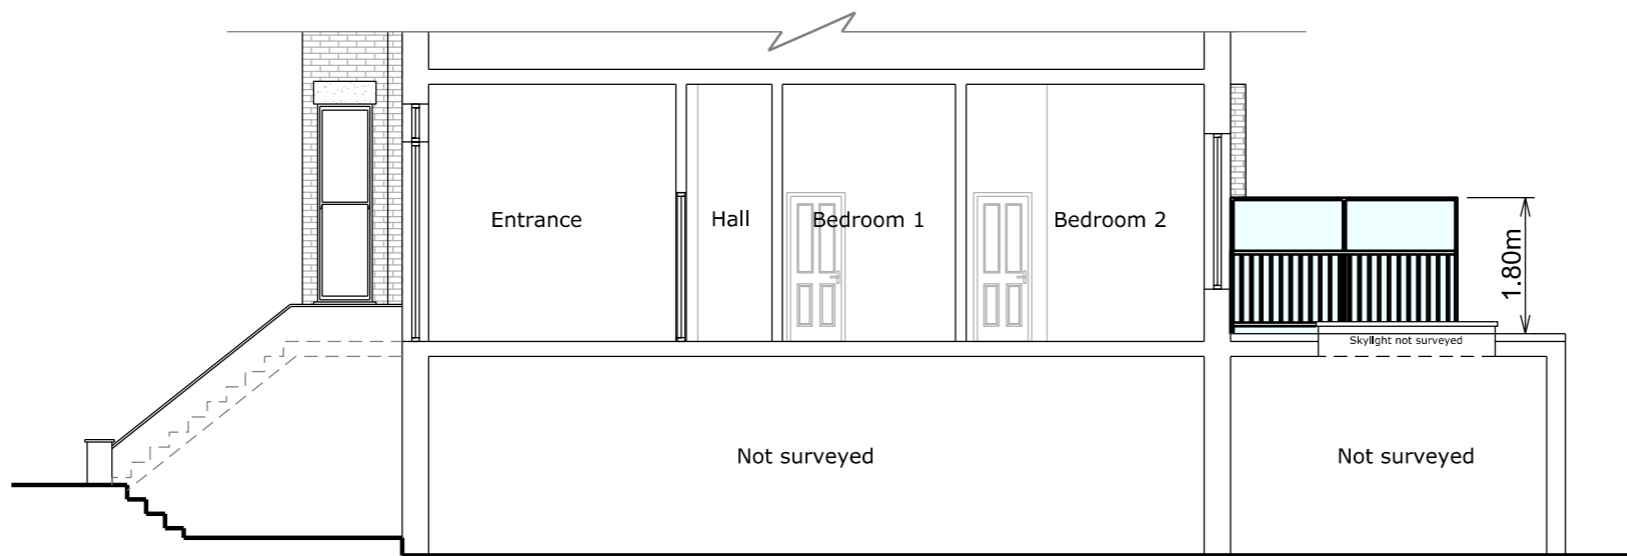 Entrance
Hall
Bedroom 1
Bedroom 2
1.80m
Skylight not surveyed
Not surveyed
Not surveyed